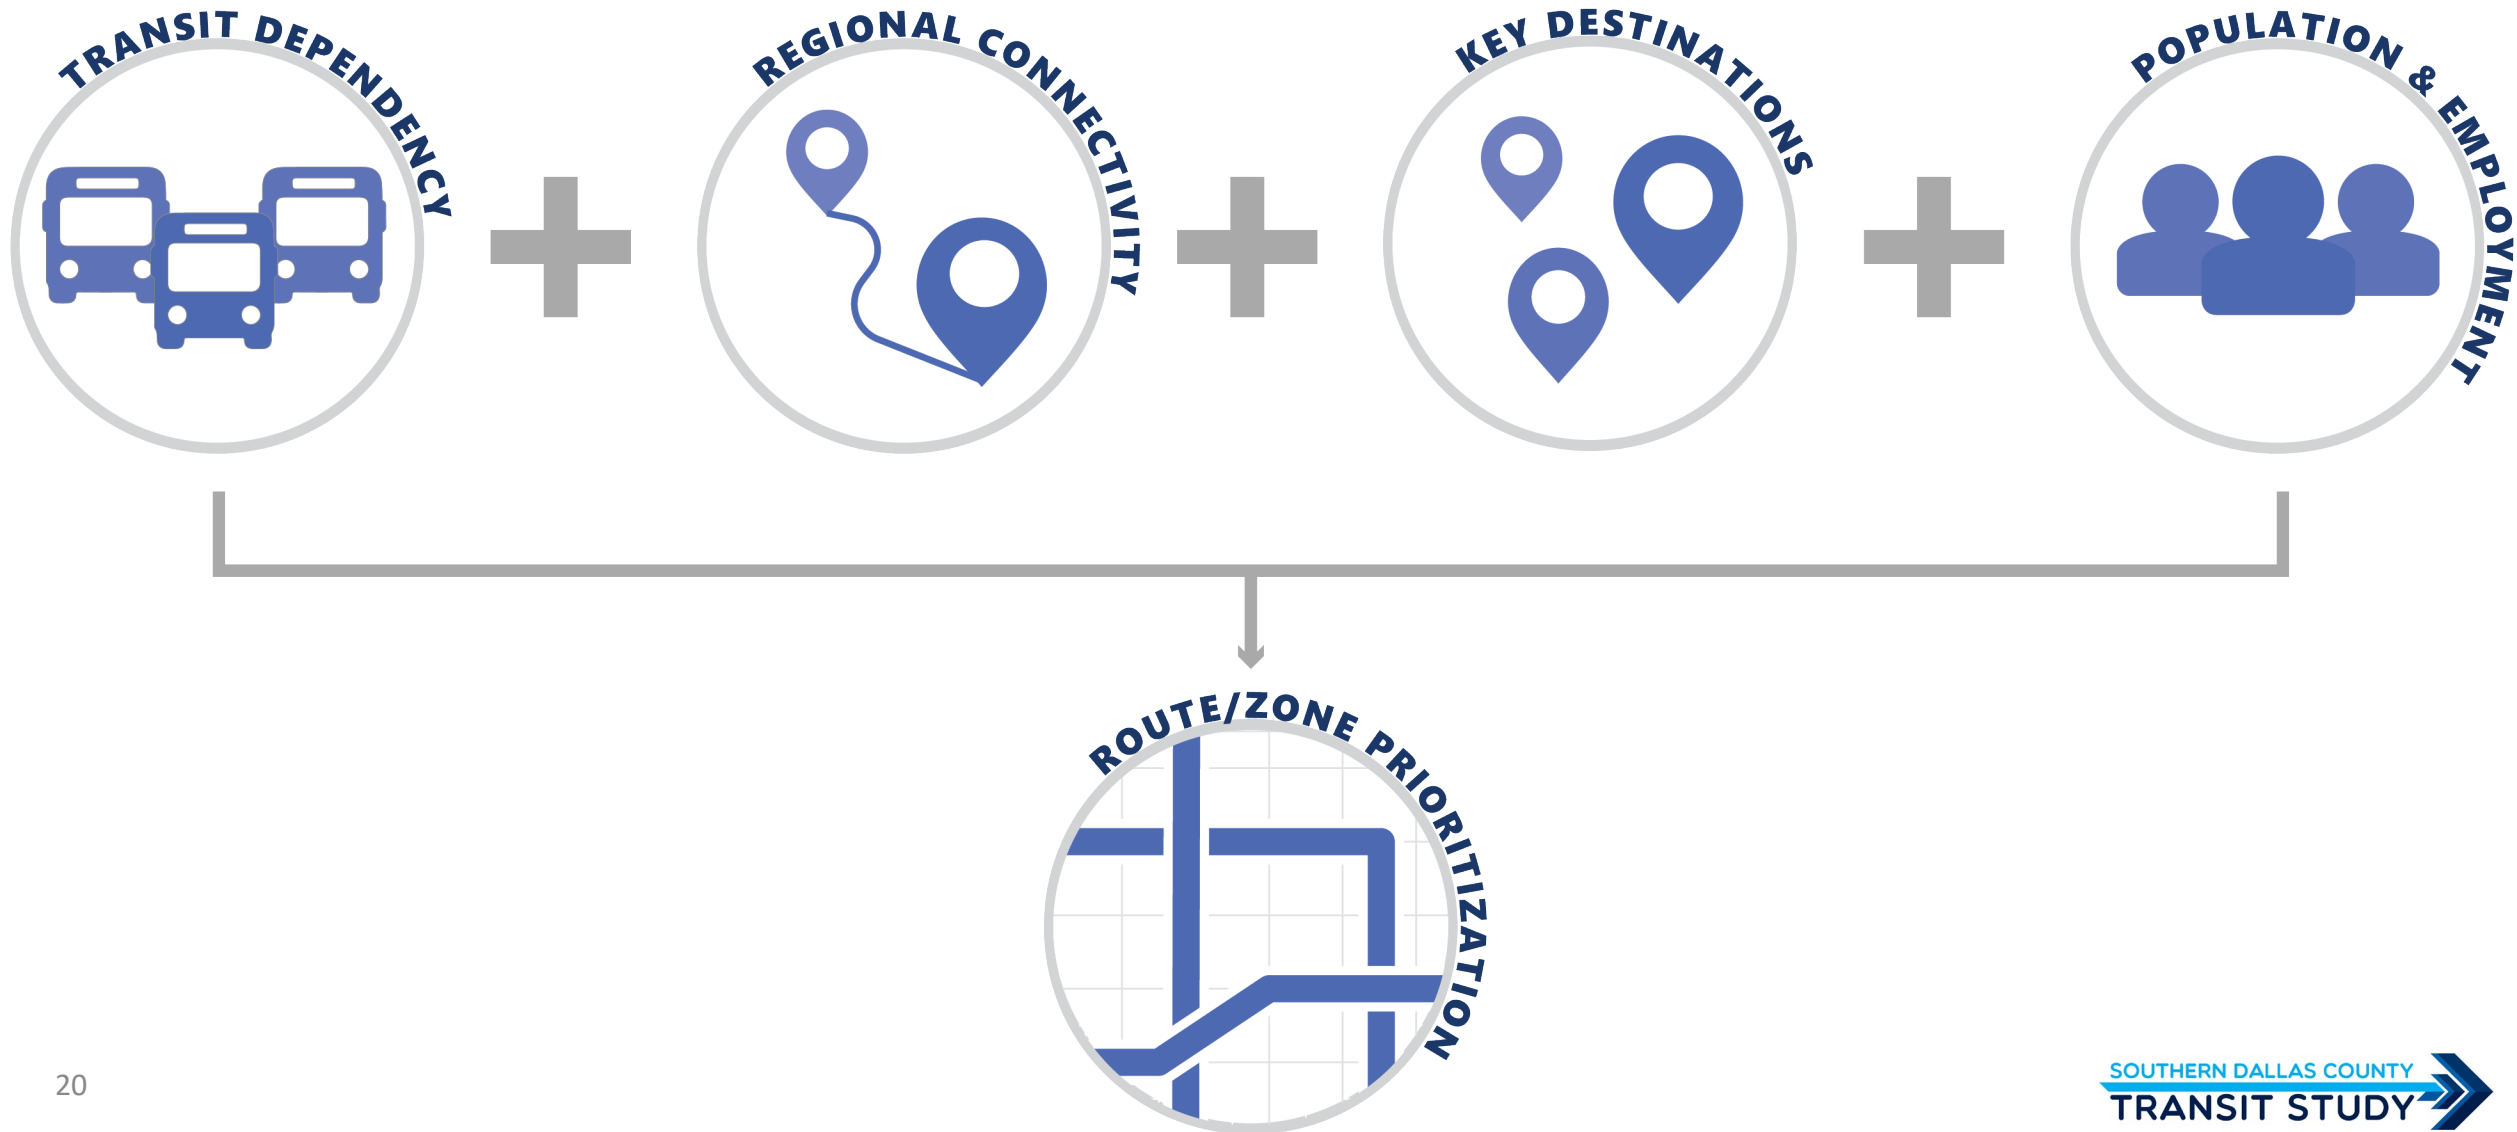 TRANSIT DEPENDENCY
REGIONAL CONNECTIVITY
KEY DESTINATIONS
POPULATION & EMPLOYMENT
ROUTE/ZONE PRIORITIZATION
20
SOUTHERN DALLAS COUNTY
TRANSIT STUDY